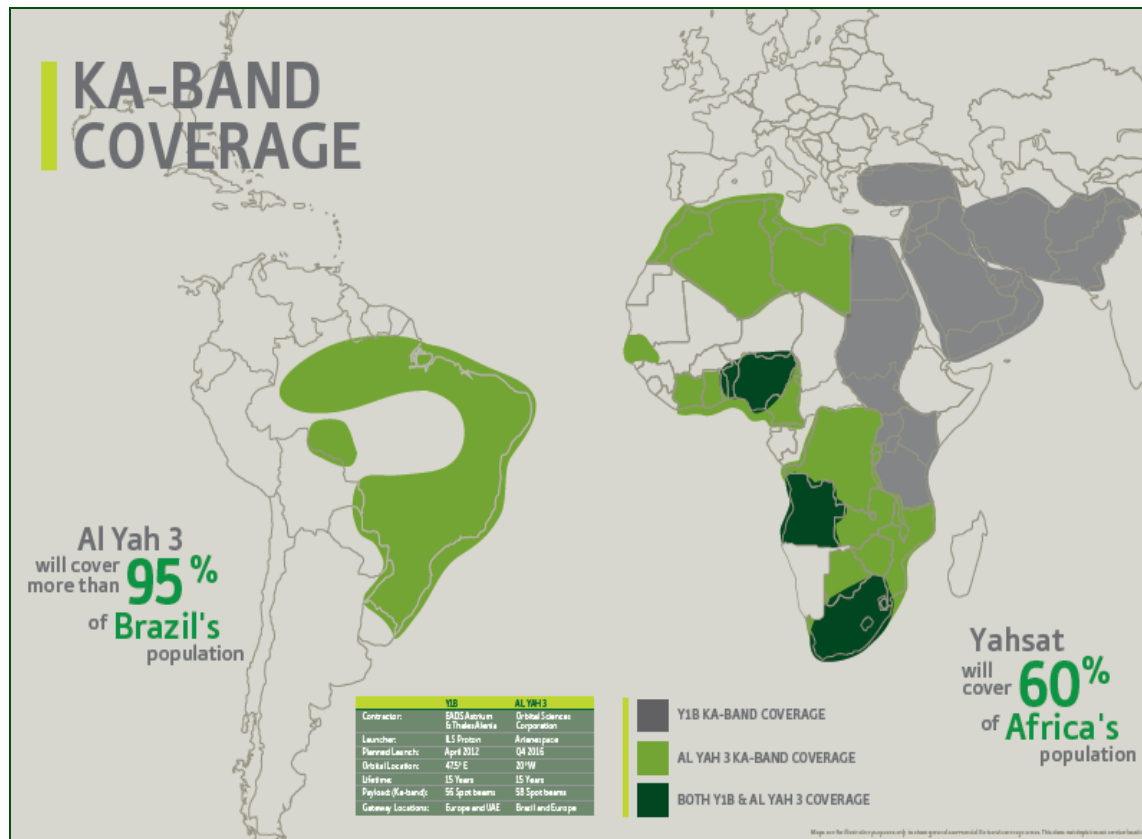 KA-BAND
COVERAGE
Al Yah 3
will cover
more than 95 %
of Brazil's
population
Yahsat
will
cover 60%
of Africa's
population
Y1B AL YAH 3
Contractor: EADS Astrium & Thales Alenia Orbital Sciences Corporation
Launcher: ILS Proton Arianespace
Planned Launch: April 2012 Q4 2016
Orbital Location: 47.5° E 20°W
Lifetime: 15 Years 15 Years
Payload (Ka-band): 56 Spot beams 58 Spot beams
Gateway Locations: Europe and UAE Brazil and Europe
Y1B KA-BAND COVERAGE
AL YAH 3 KA-BAND COVERAGE
BOTH Y1B & AL YAH 3 COVERAGE